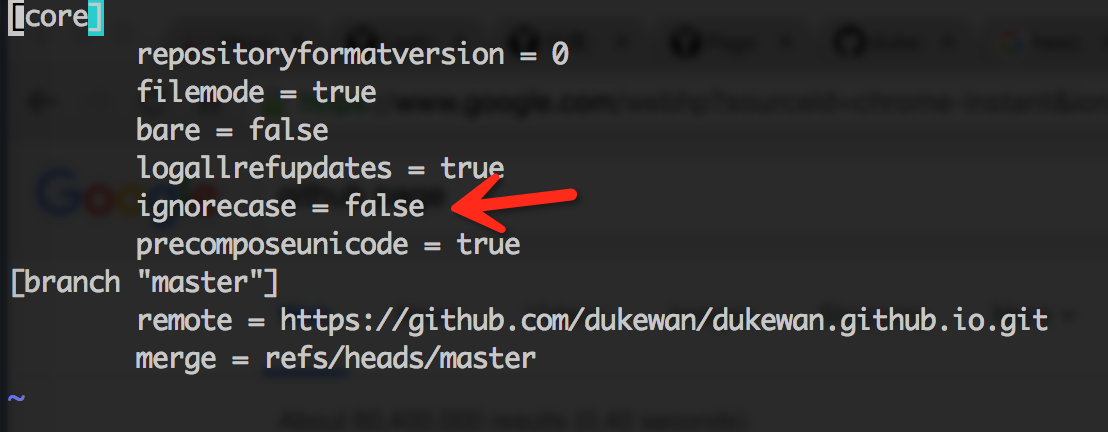 [core]
repositoryformatversion = 0
filemode = true
bare = false
logallrefupdates = true
ignorecase = false
precomposeunicode = true
[branch "master"]
remote = https://github.com/dukewan/dukewan.github.io.git
merge = refs/heads/master
~